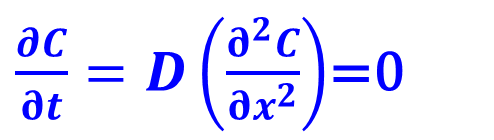 ∂C/∂t = D (∂²C/∂x²)=0